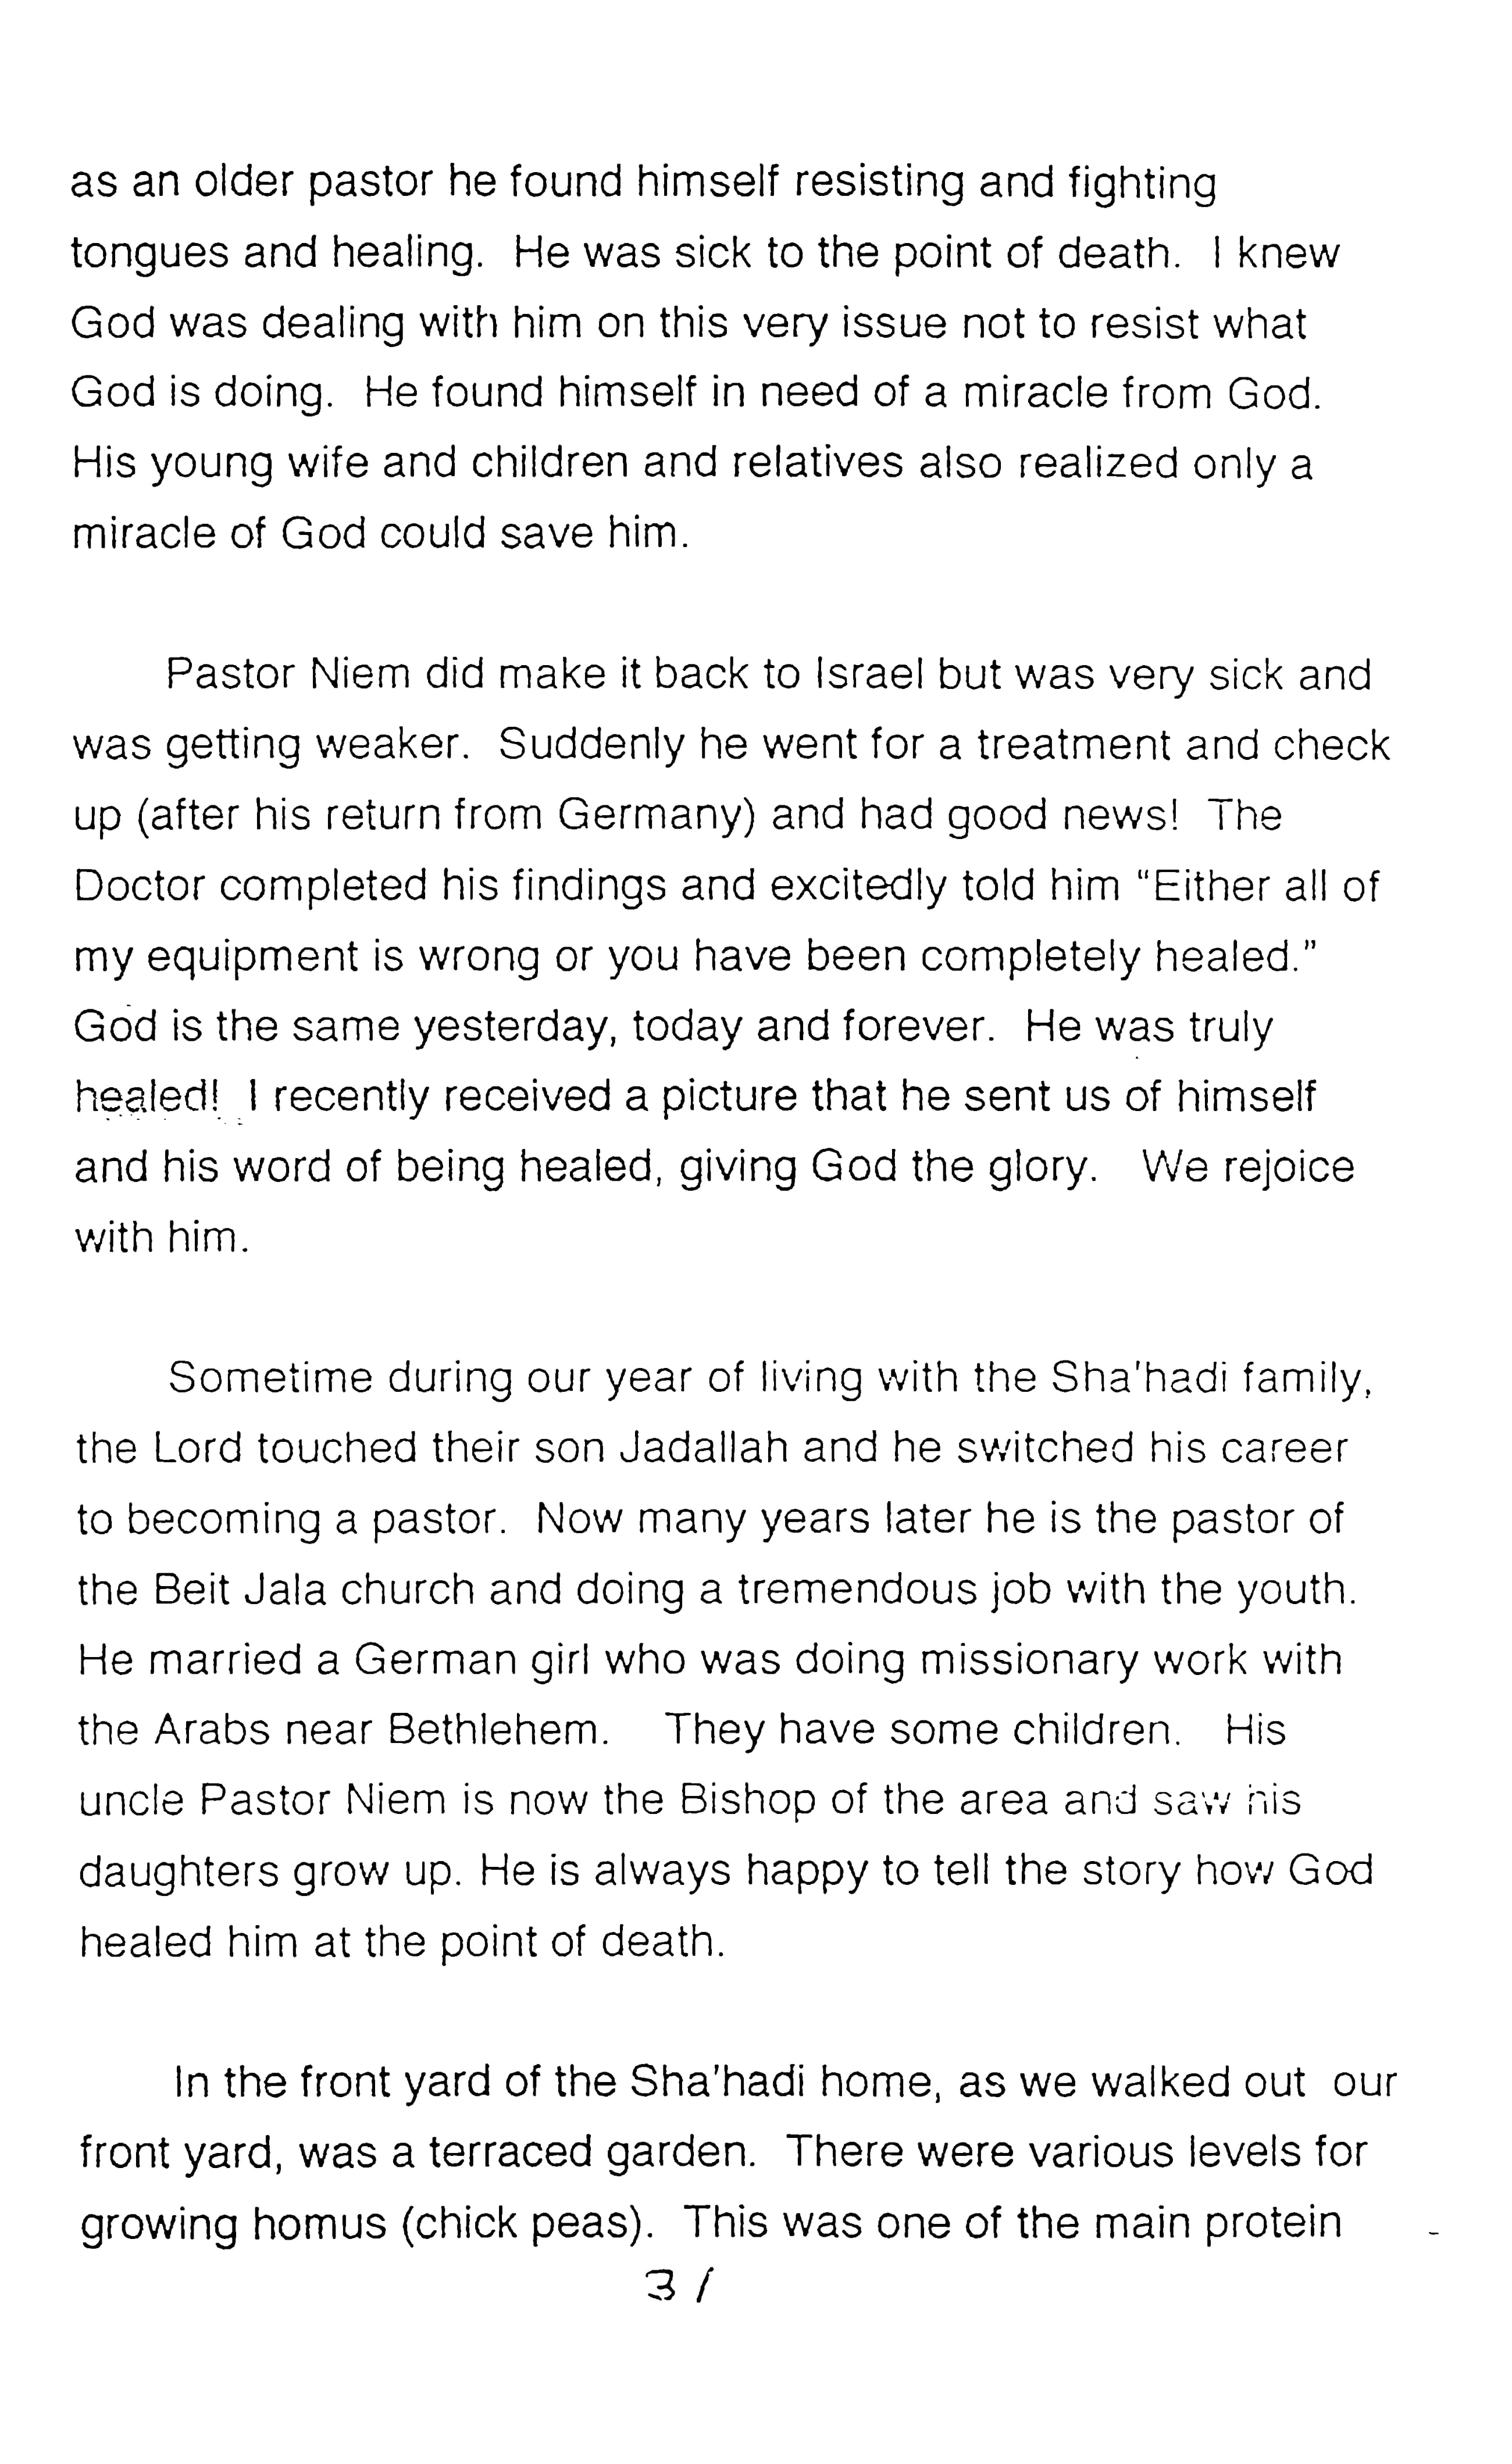 as an older pastor he found himself resisting and fighting
tongues and healing. He was sick to the point of death. I knew
God was dealing with him on this very issue not to resist what
God is doing. He found himself in need of a miracle from God.
His young wife and children and relatives also realized only a
miracle of God could save him.
Pastor Niem did make it back to Israel but was very sick and
was getting weaker. Suddenly he went for a treatment and check
up (after his return from Germany) and had good news! The
Doctor completed his findings and excitedly told him "Either all of
my equipment is wrong or you have been completely healed."
God is the same yesterday, today and forever. He was truly
healed! I recently received a picture that he sent us of himself
and his word of being healed, giving God the glory. We rejoice
with him.
Sometime during our year of living with the Sha'hadi family,
the Lord touched their son Jadallah and he switched his career
to becoming a pastor. Now many years later he is the pastor of
the Beit Jala church and doing a tremendous job with the youth.
He married a German girl who was doing missionary work with
the Arabs near Bethlehem. They have some children. His
uncle Pastor Niem is now the Bishop of the area and saw his
daughters grow up. He is always happy to tell the story how God
healed him at the point of death.
In the front yard of the Sha'hadi home, as we walked out our
front yard, was a terraced garden. There were various levels for
growing homus (chick peas). This was one of the main protein
31